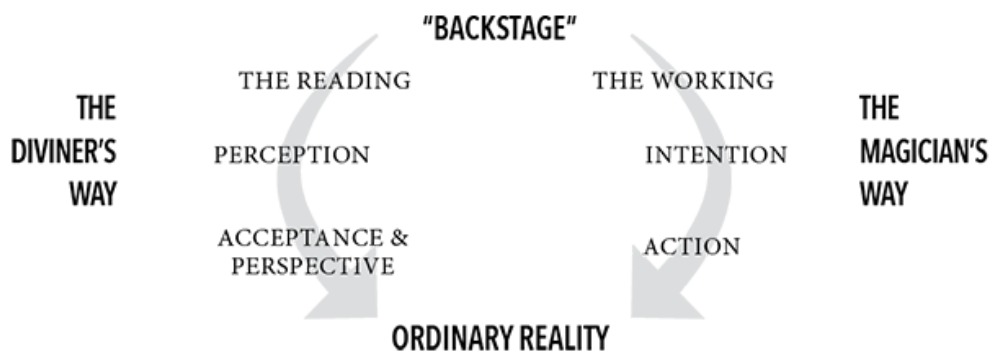 “BACKSTAGE”
THE READING
THE WORKING
THE
DIVINER’S
WAY
PERCEPTION
INTENTION
THE
MAGICIAN’S
WAY
ACCEPTANCE &
PERSPECTIVE
ACTION
ORDINARY REALITY